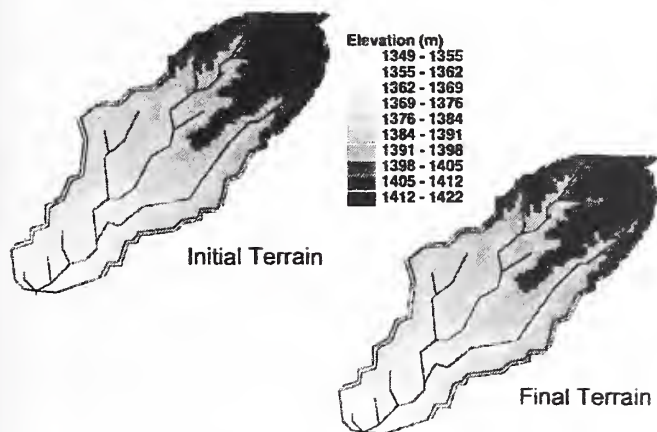 Elevation (m)
1349 - 1355
1355 - 1362
1362 - 1369
1369 - 1376
1376 - 1384
1384 - 1391
1391 - 1398
1398 - 1405
1405 - 1412
1412 - 1422
Initial Terrain
Final Terrain